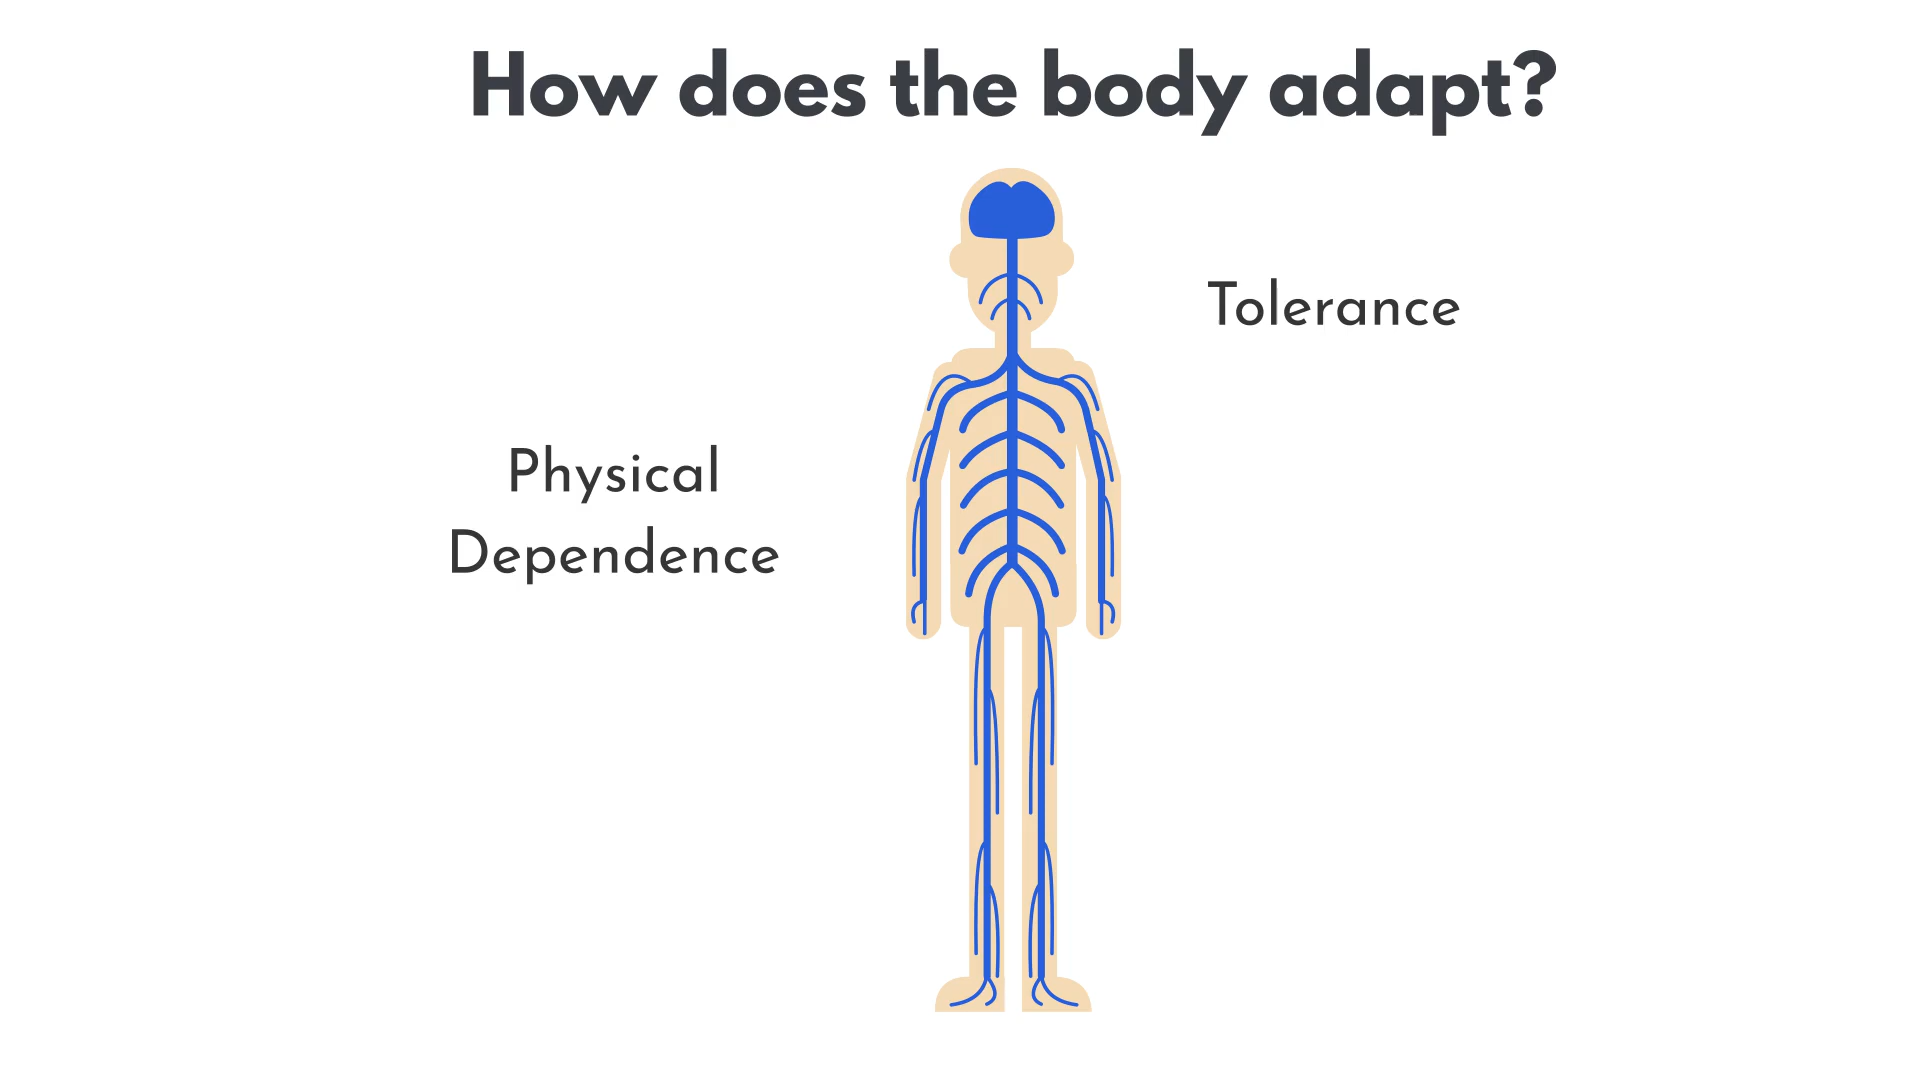 How does the body adapt?
Tolerance
Physical
Dependence